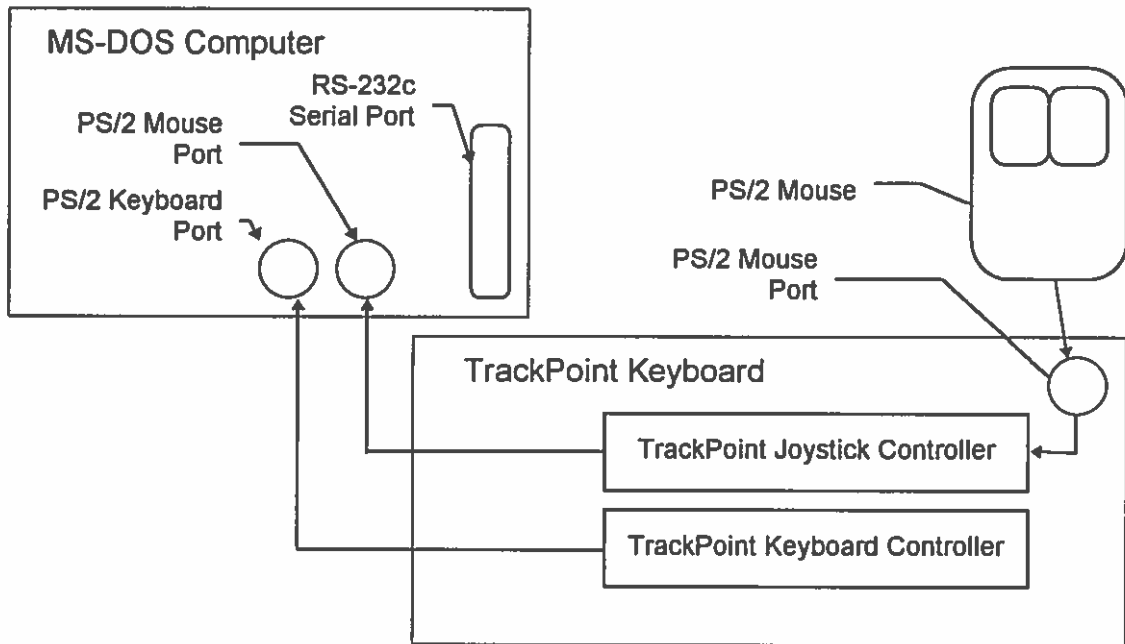 MS-DOS Computer
RS-232c
Serial Port
PS/2 Mouse
Port
PS/2 Keyboard
Port
PS/2 Mouse
PS/2 Mouse
Port
TrackPoint Keyboard
TrackPoint Joystick Controller
TrackPoint Keyboard Controller